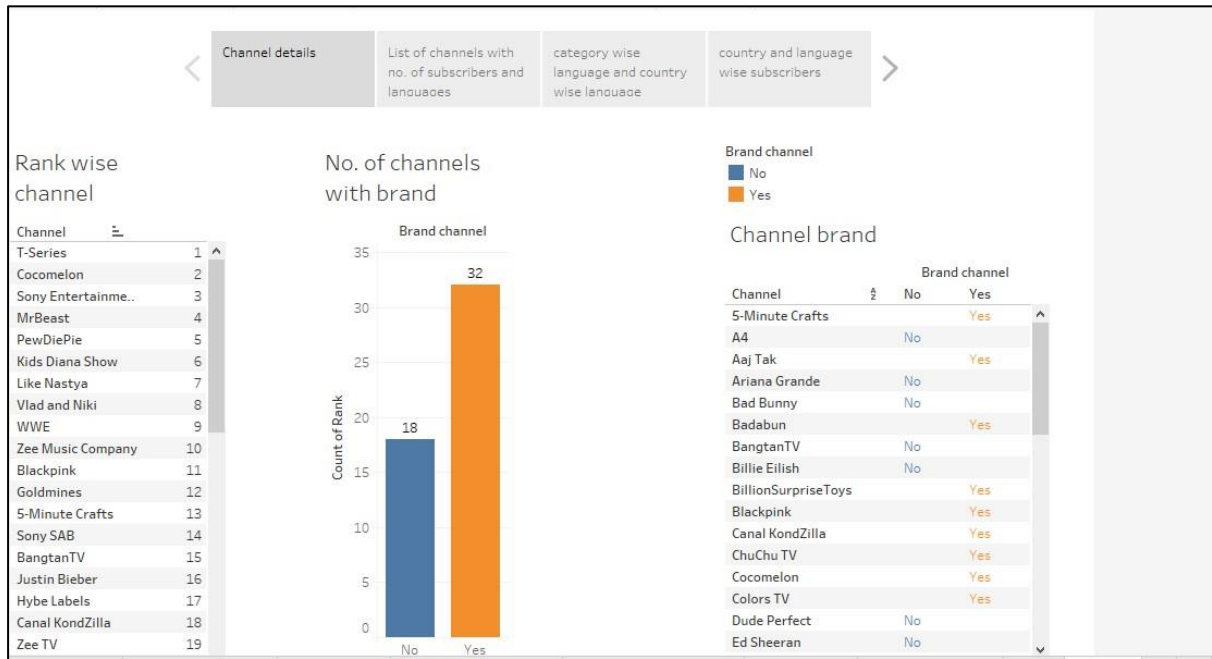 Channel details
List of channels with
no. of subscribers and
languages
category wise
language and country
wise language
country and language
wise subscribers
Rank wise
channel
Channel
T-Series 1
Cocomelon 2
Sony Entertainme.. 3
MrBeast 4
PewDiePie 5
Kids Diana Show 6
Like Nastya 7
Vlad and Niki 8
WWE 9
Zee Music Company 10
Blackpink 11
Goldmines 12
5-Minute Crafts 13
Sony SAB 14
BangtanTV 15
Justin Bieber 16
Hybe Labels 17
Canal KondZilla 18
Zee TV 19
No. of channels
with brand
Brand channel
35
30
25
20
15
10
5
0
Count of Rank
18
32
No Yes
Brand channel
No
Yes
Channel brand
Brand channel
Channel No Yes
5-Minute Crafts Yes
A4 No
Aaj Tak Yes
Ariana Grande No
Bad Bunny No
Badabun Yes
BangtanTV No
Billie Eilish No
BillionSurpriseToys Yes
Blackpink Yes
Canal KondZilla Yes
ChuChu TV Yes
Cocomelon Yes
Colors TV Yes
Dude Perfect No
Ed Sheeran No